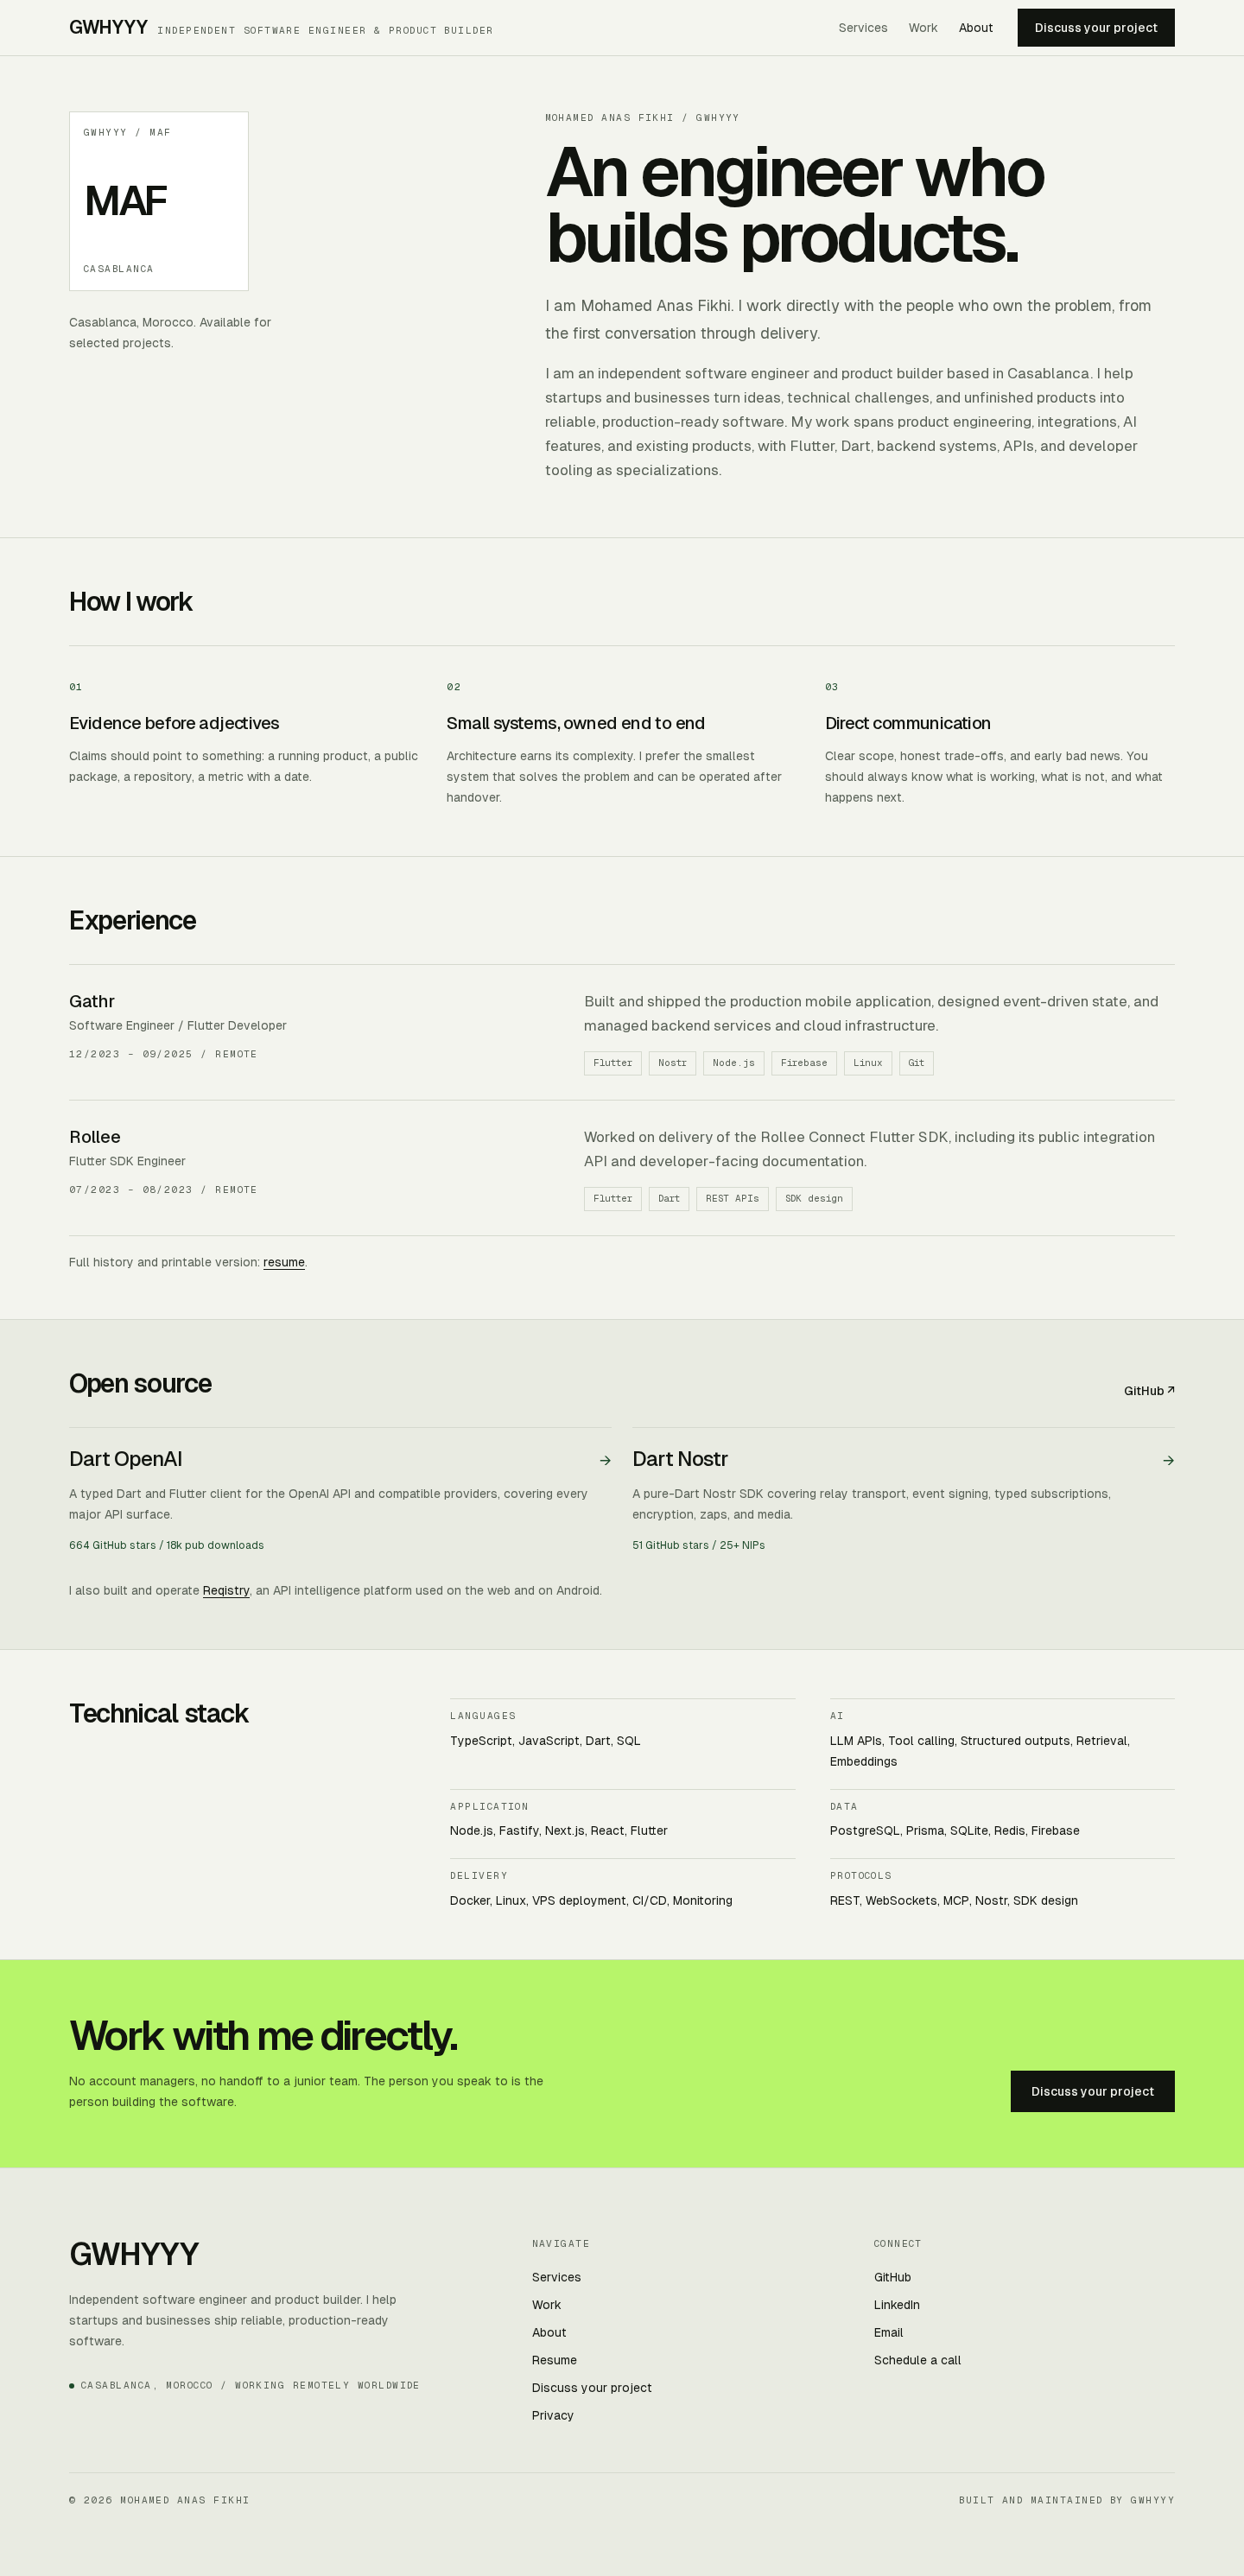 GWHYYY INDEPENDENT SOFTWARE ENGINEER & PRODUCT BUILDER
Services Work About Discuss your project
GWHYYY / MAF
MAF
CASABLANCA
Casablanca, Morocco. Available for
selected projects.
MOHAMED ANAS FIKHI / GWHYYY
An engineer who
builds products.
I am Mohamed Anas Fikhi. I work directly with the people who own the problem, from
the first conversation through delivery.
I am an independent software engineer and product builder based in Casablanca. I help
startups and businesses turn ideas, technical challenges, and unfinished products into
reliable, production-ready software. My work spans product engineering, integrations, AI
features, and existing products, with Flutter, Dart, backend systems, APIs, and developer
tooling as specializations.
How I work
01
Evidence before adjectives
Claims should point to something: a running product, a public
package, a repository, a metric with a date.
02
Small systems, owned end to end
Architecture earns its complexity. I prefer the smallest
system that solves the problem and can be operated after
handover.
03
Direct communication
Clear scope, honest trade-offs, and early bad news. You
should always know what is working, what is not, and what
happens next.
Experience
Gathr
Software Engineer / Flutter Developer
12/2023 - 09/2025 / REMOTE
Built and shipped the production mobile application, designed event-driven state, and
managed backend services and cloud infrastructure.
Flutter Nostr Node.js Firebase Linux Git
Rollee
Flutter SDK Engineer
07/2023 - 08/2023 / REMOTE
Worked on delivery of the Rollee Connect Flutter SDK, including its public integration
API and developer-facing documentation.
Flutter Dart REST APIs SDK design
Full history and printable version: resume.
Open source
GitHub ↗
Dart OpenAI →
A typed Dart and Flutter client for the OpenAI API and compatible providers, covering every
major API surface.
664 GitHub stars / 18k pub downloads
Dart Nostr →
A pure-Dart Nostr SDK covering relay transport, event signing, typed subscriptions,
encryption, zaps, and media.
51 GitHub stars / 25+ NIPs
I also built and operate Reqistry, an API intelligence platform used on the web and on Android.
Technical stack
LANGUAGES
TypeScript, JavaScript, Dart, SQL
AI
LLM APIs, Tool calling, Structured outputs, Retrieval,
Embeddings
APPLICATION
Node.js, Fastify, Next.js, React, Flutter
DATA
PostgreSQL, Prisma, SQLite, Redis, Firebase
DELIVERY
Docker, Linux, VPS deployment, CI/CD, Monitoring
PROTOCOLS
REST, WebSockets, MCP, Nostr, SDK design
Work with me directly.
No account managers, no handoff to a junior team. The person you speak to is the
person building the software.
Discuss your project
GWHYYY
Independent software engineer and product builder. I help
startups and businesses ship reliable, production-ready
software.
CASABLANCA, MOROCCO / WORKING REMOTELY WORLDWIDE
NAVIGATE
Services
Work
About
Resume
Discuss your project
Privacy
CONNECT
GitHub
LinkedIn
Email
Schedule a call
© 2026 MOHAMED ANAS FIKHI
BUILT AND MAINTAINED BY GWHYYY